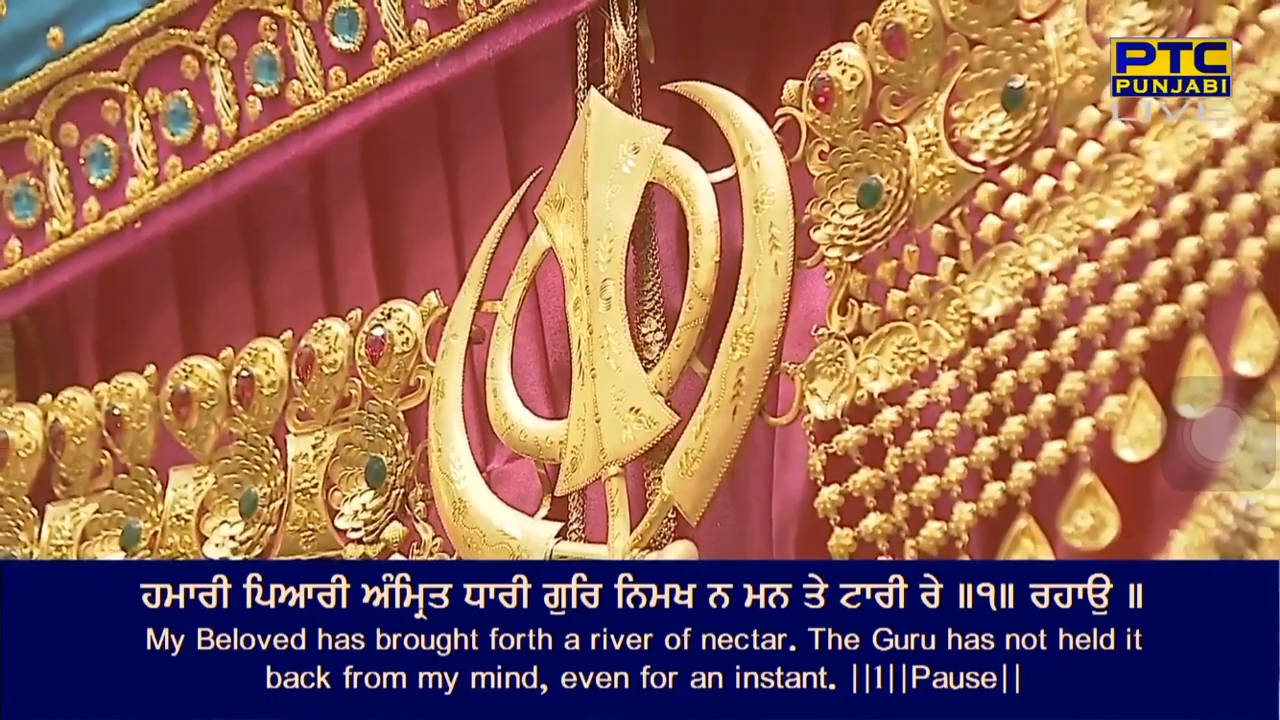 PTC
PUNJABI
LIVE
ਹਮਾਰੀ ਪਿਆਰੀ ਅੰਮ੍ਰਿਤ ਧਾਰੀ ਗੁਰਿ ਨਿਮਖ ਨ ਮਨ ਤੇ ਟਾਰੀ ਰੇ ॥੧॥ ਰਹਾਉ ॥
My Beloved has brought forth a river of nectar. The Guru has not held it
back from my mind, even for an instant. ||1||Pause||